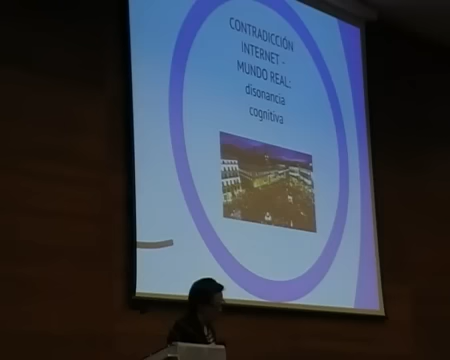 CONTRADICCIÓN
INTERNET -
MUNDO REAL:
disonancia
cognitiva